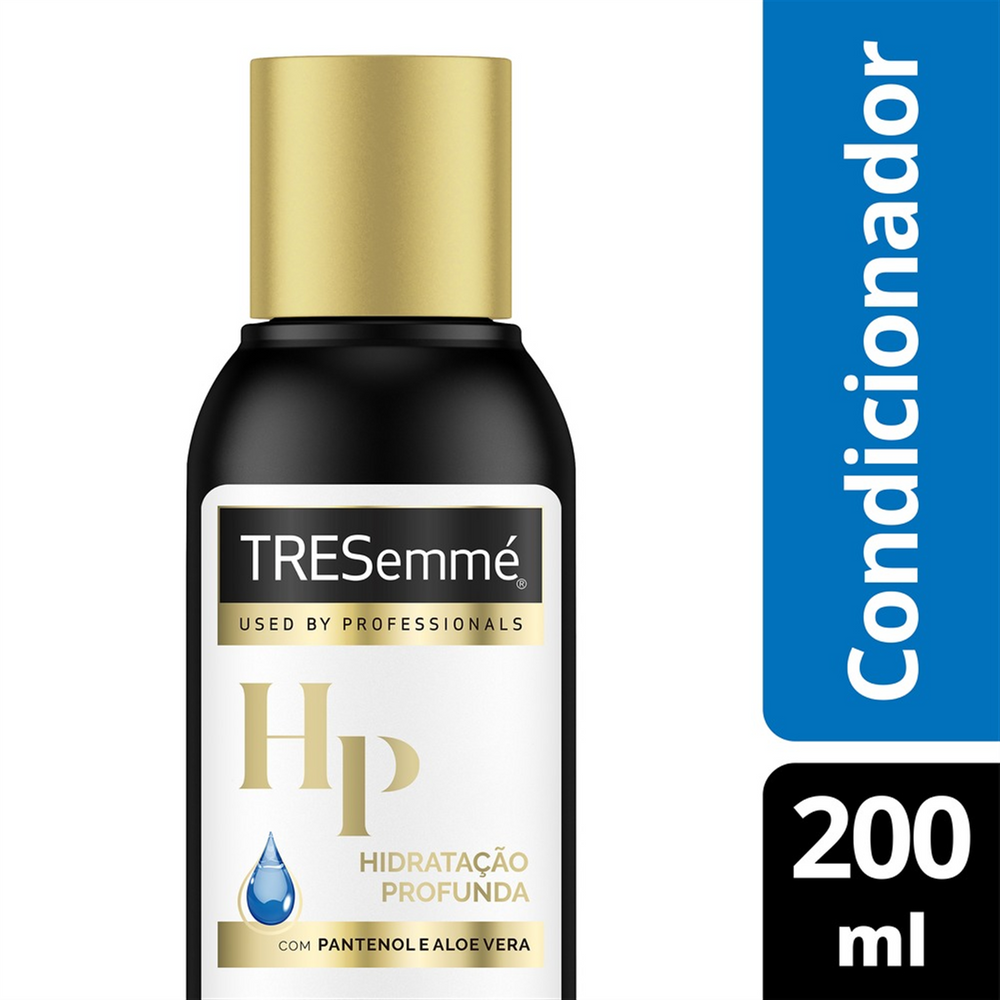 TRESemmé®
USED BY PROFESSIONALS
HP
HIDRATAÇÃO
PROFUNDA
COM PANTENOL E ALOE VERA
Condicionador
200
ml